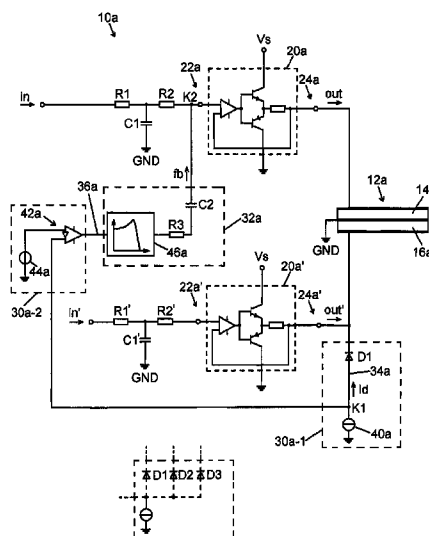 10a
Vs
20a
22a
in
R1
R2
K2
24a
out
C1
GND
fb
C2
12a
14
GND
16a
42a
36a
R3
32a
46a
44a
30a-2
Vs
20a'
in'
R1'
R2'
22a'
24a'
out'
C1'
GND
D1
34a
Id
K1
40a
30a-1
D1
D2
D3